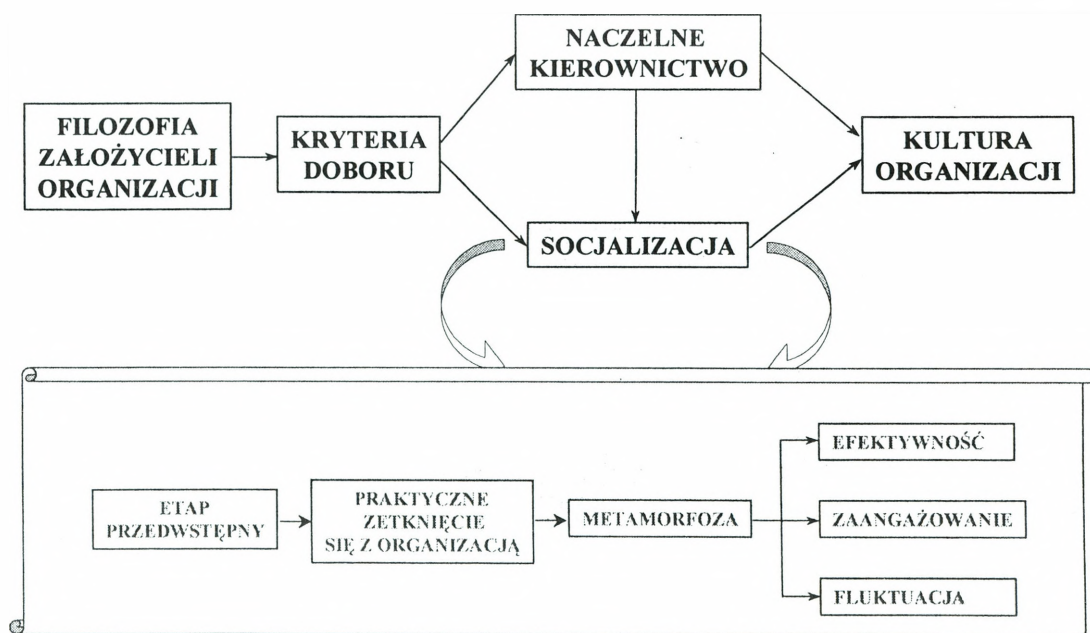 NACZELNE
KIEROWNICTWO
FILOZOFIA
ZAŁOŻYCIELI
ORGANIZACJI
KRYTERIA
DOBORU
KULTURA
ORGANIZACJI
SOCJALIZACJA
ETAP
PRZEDWSTĘPNY
PRAKTYCZNE
ZETKNIĘCIE
SIĘ Z ORGANIZACJĄ
METAMORFOZA
EFEKTYWNOŚĆ
ZAANGAŻOWANIE
FLUKTUACJA